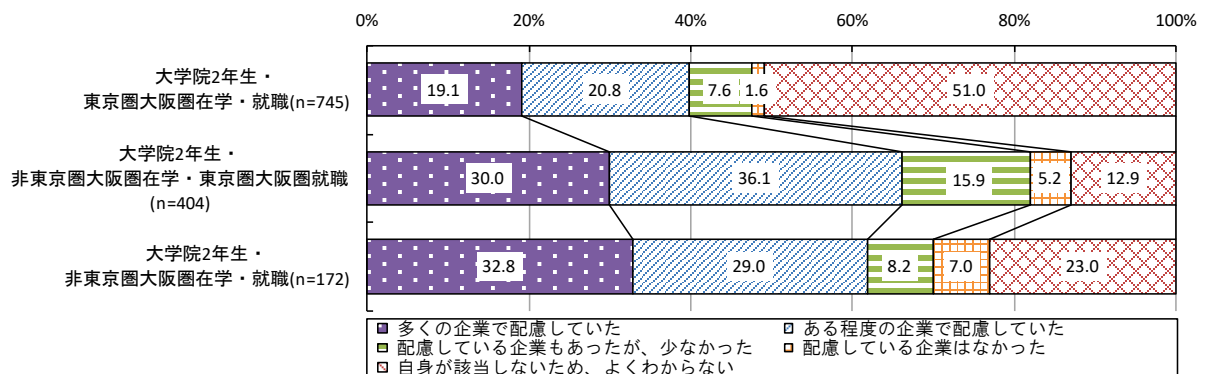 0% 20% 40% 60% 80% 100%
大学院2年生・
東京圏大阪圏在学・就職(n=745)
19.1 20.8 7.6 1.6 51.0
大学院2年生・
非東京圏大阪圏在学・東京圏大阪圏就職
(n=404)
30.0 36.1 15.9 5.2 12.9
大学院2年生・
非東京圏大阪圏在学・就職(n=172)
32.8 29.0 8.2 7.0 23.0
多くの企業で配慮していた ある程度の企業で配慮していた
配慮している企業もあったが、少なかった 配慮している企業はなかった
自身が該当しないため、よくわからない